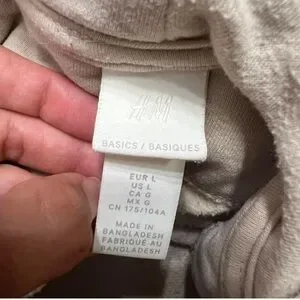 H&M
BASICS / BASIQUES
EUR L
US L
CA G
MX G
CN 175/104A
MADE IN
BANGLADESH
FABRIQUÉ AU
BANGLADESH